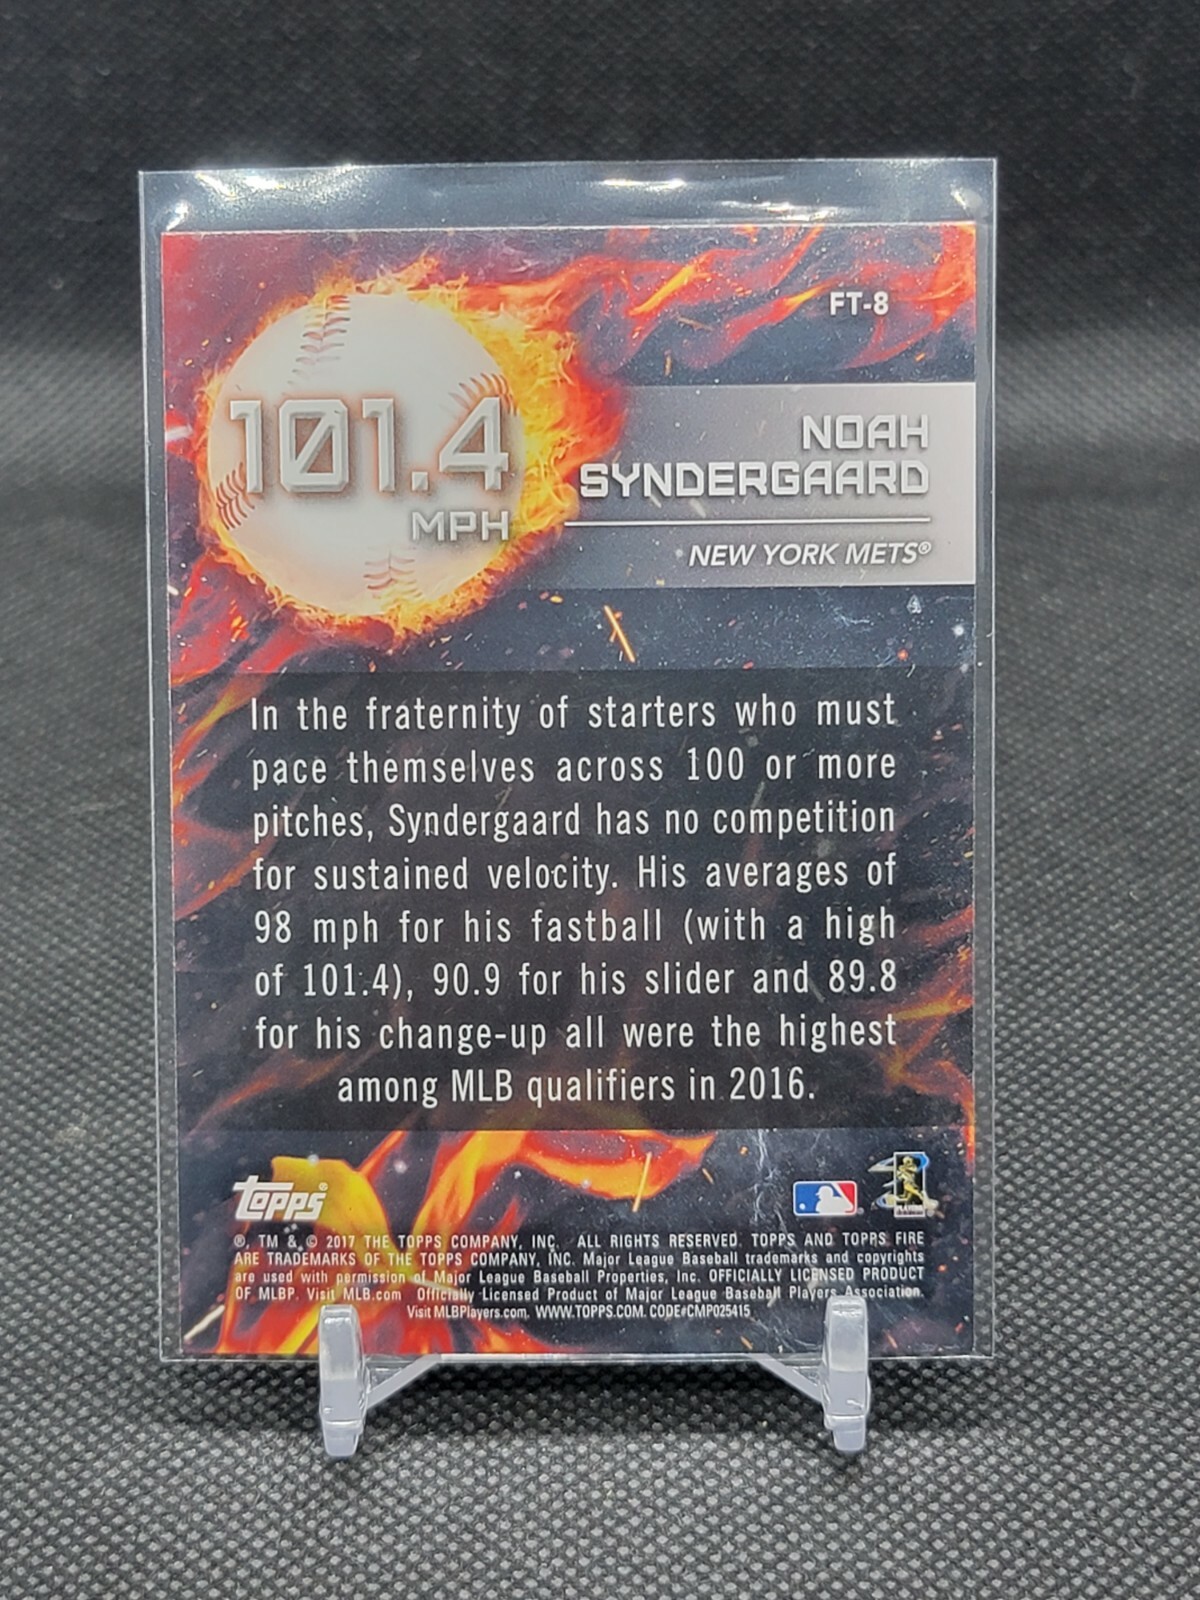 FT-8
101.4
MPH
NOAH
SYNDERGAARD
NEW YORK METS®
In the fraternity of starters who must
pace themselves across 100 or more
pitches, Syndergaard has no competition
for sustained velocity. His averages of
98 mph for his fastball (with a high
of 101.4), 90.9 for his slider and 89.8
for his change-up all were the highest
among MLB qualifiers in 2016.
topps®
®, TM & © 2017 THE TOPPS COMPANY, INC. ALL RIGHTS RESERVED. TOPPS AND TOPPS FIRE
ARE TRADEMARKS OF THE TOPPS COMPANY, INC. Major League Baseball trademarks and copyrights
are used with permission of Major League Baseball Properties, Inc. OFFICIALLY LICENSED PRODUCT
OF MLBP. Visit MLB.com Officially Licensed Product of Major League Baseball Players Association.
Visit MLBPlayers.com. WWW.TOPPS.COM. CODE#CMP025415